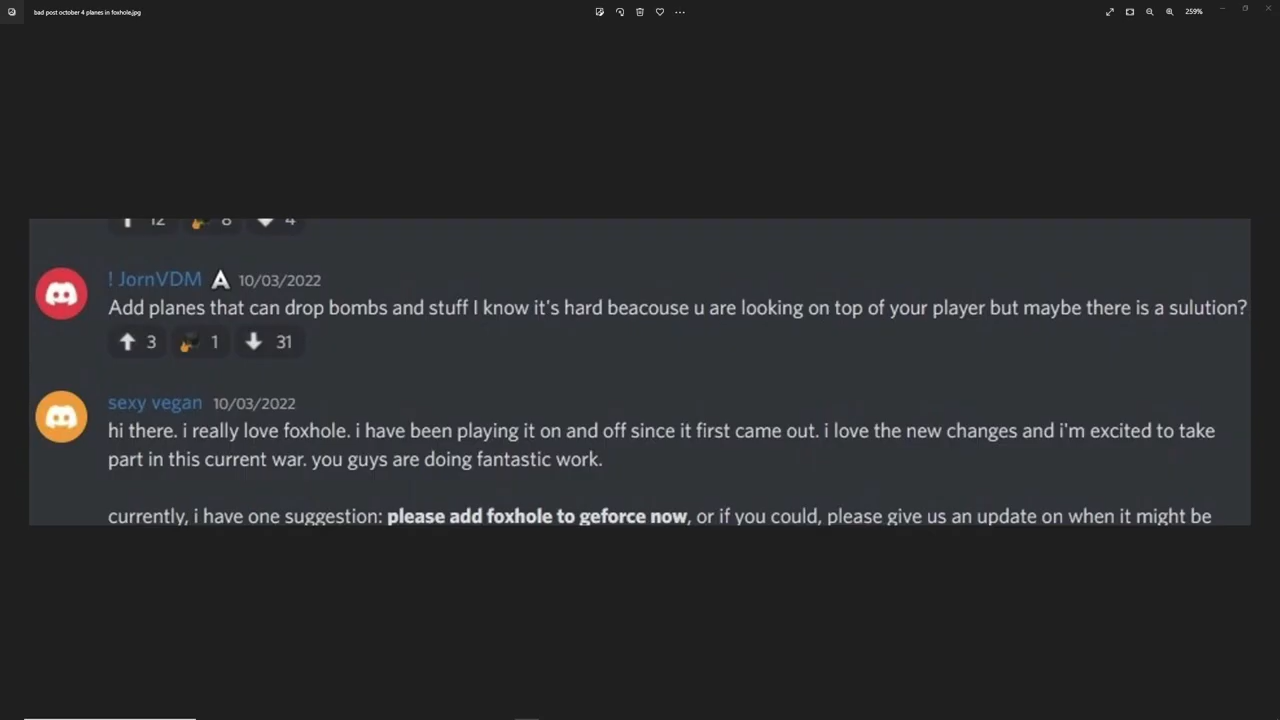 bad post october 4 planes in foxhole.jpg
259%
12 8 4
! JornVDM 10/03/2022
Add planes that can drop bombs and stuff I know it's hard beacouse u are looking on top of your player but maybe there is a sulution?
3 1 31
sexy vegan 10/03/2022
hi there. i really love foxhole. i have been playing it on and off since it first came out. i love the new changes and i'm excited to take
part in this current war. you guys are doing fantastic work.
currently, i have one suggestion: please add foxhole to geforce now, or if you could, please give us an update on when it might be